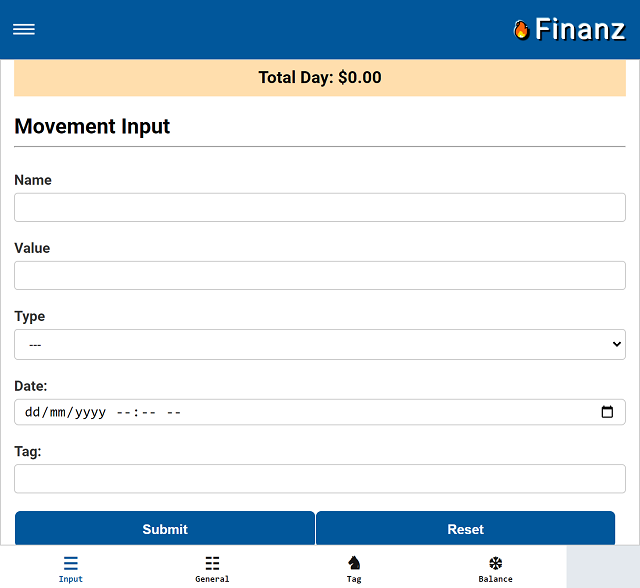 Finanz
Total Day: $0.00
Movement Input
Name
Value
Type
---
Date:
dd/mm/yyyy --:-- --
Tag:
Submit Reset
Input General Tag Balance